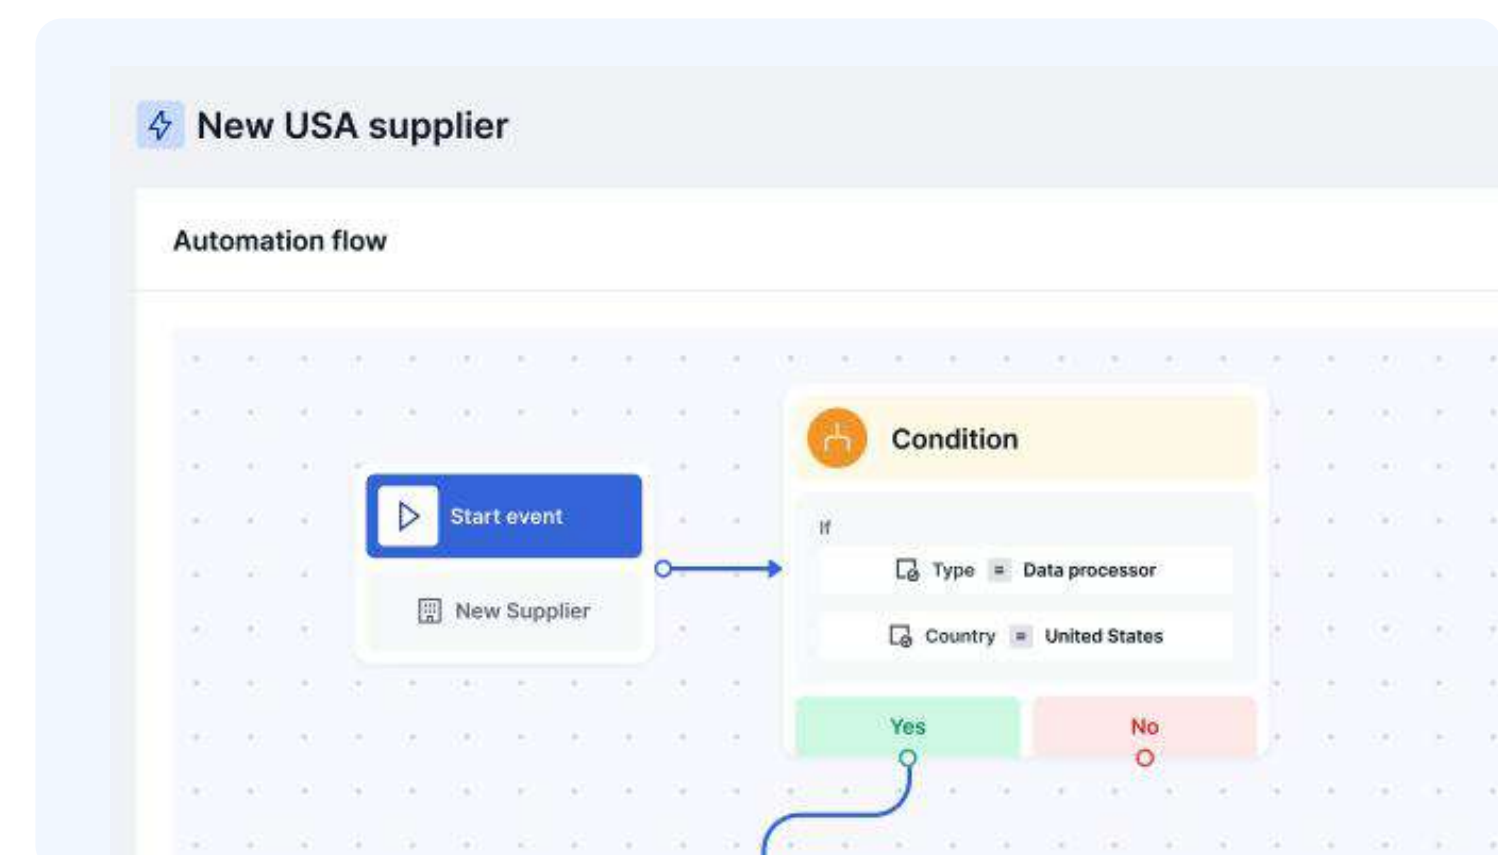 New USA supplier
Automation flow
Condition
Start event
If
Type = Data processor
New Supplier
Country = United States
Yes
No